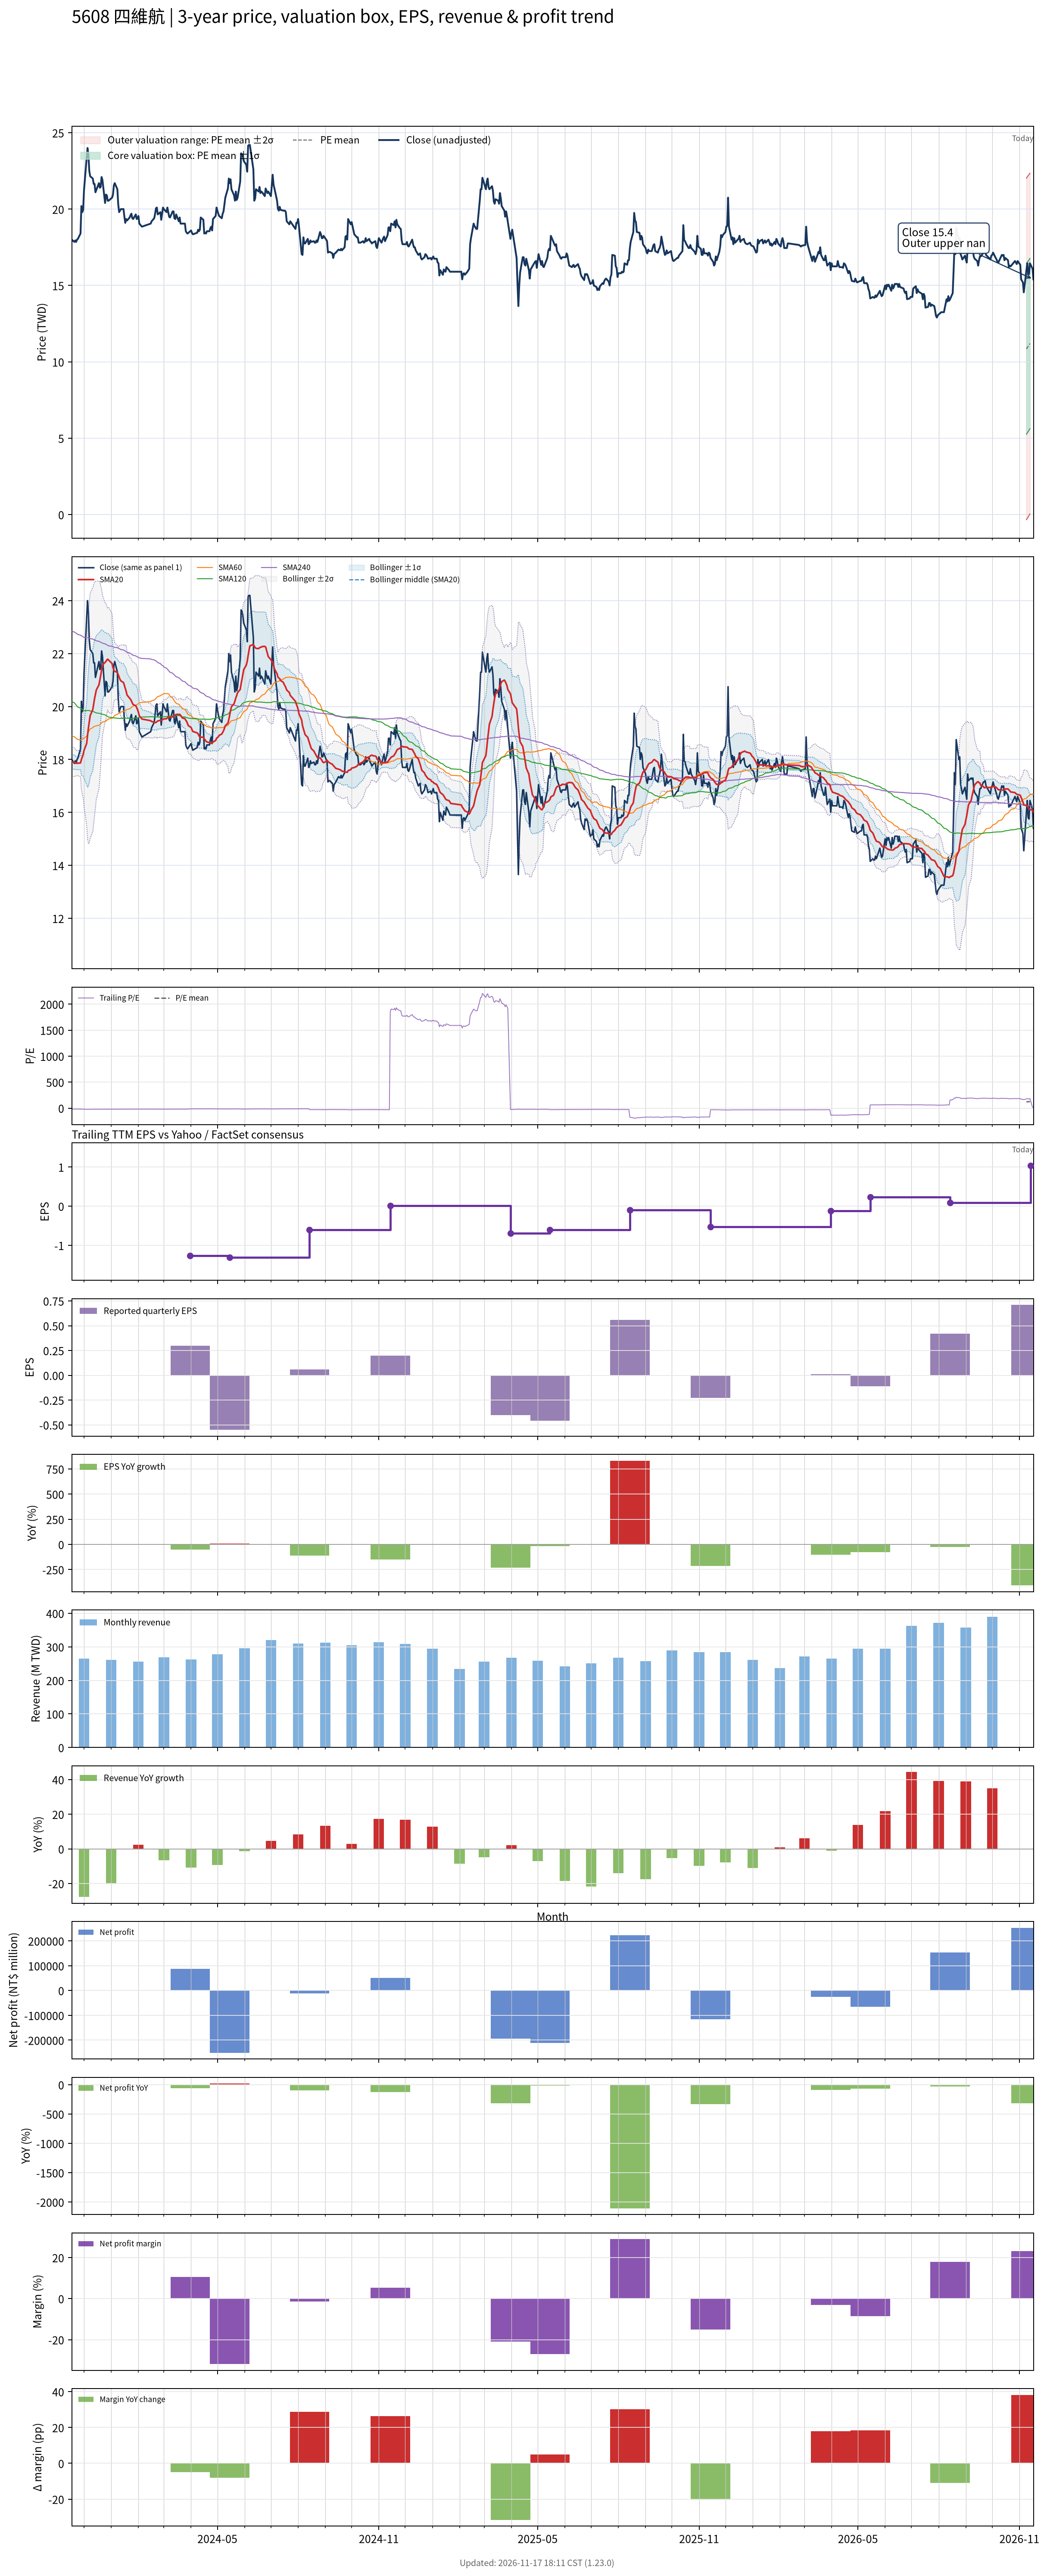 5608 四維航 | 3-year price, valuation box, EPS, revenue & profit trend
Outer valuation range: PE mean ±2σ
PE mean
Close (unadjusted)
Core valuation box: PE mean ±1σ
Today
Close 15.4
Outer upper nan
Price (TWD)
25
20
15
10
5
0
Close (same as panel 1)
SMA60
SMA240
Bollinger ±1σ
SMA20
SMA120
Bollinger ±2σ
Bollinger middle (SMA20)
Price
24
22
20
18
16
14
12
Trailing P/E
P/E mean
P/E
2000
1500
1000
500
0
Trailing TTM EPS vs Yahoo / FactSet consensus
Today
EPS
1
0
-1
Reported quarterly EPS
EPS
0.75
0.50
0.25
0.00
-0.25
-0.50
EPS YoY growth
YoY (%)
750
500
250
0
-250
Monthly revenue
Revenue (M TWD)
400
300
200
100
0
Revenue YoY growth
YoY (%)
40
20
0
-20
Month
Net profit
Net profit (NT$ million)
200000
100000
0
-100000
-200000
Net profit YoY
YoY (%)
0
-500
-1000
-1500
-2000
Net profit margin
Margin (%)
20
0
-20
Margin YoY change
Δ margin (pp)
40
20
0
-20
2024-05
2024-11
2025-05
2025-11
2026-05
2026-11
Updated: 2026-11-17 18:11 CST (1.23.0)